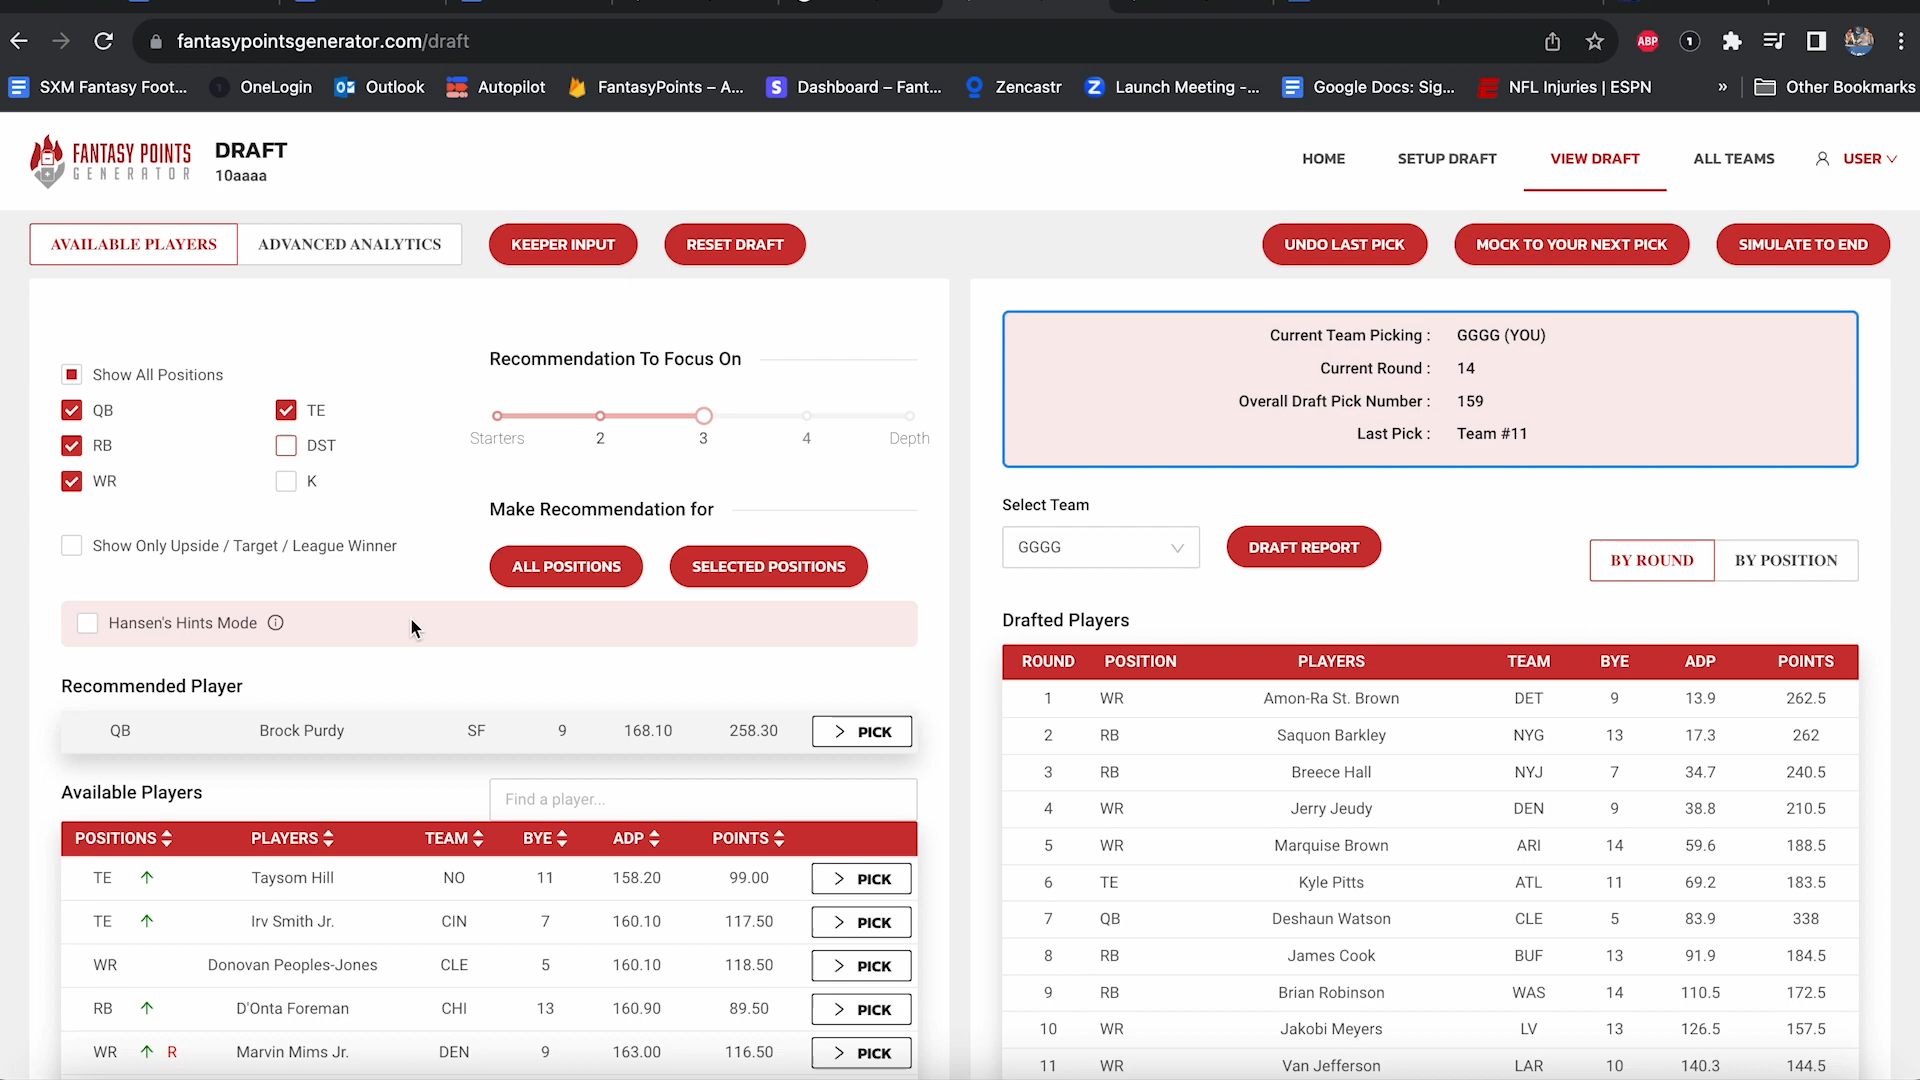 fantasypointsgenerator.com/draft
ABP
1
SXM Fantasy Foot...
OneLogin
Outlook
Autopilot
FantasyPoints – A...
Dashboard – Fant...
Zencastr
Launch Meeting -...
Google Docs: Sig...
NFL Injuries | ESPN
»
Other Bookmarks
FANTASY POINTS
GENERATOR
DRAFT
10aaaa
HOME
SETUP DRAFT
VIEW DRAFT
ALL TEAMS
USER
AVAILABLE PLAYERS
ADVANCED ANALYTICS
KEEPER INPUT
RESET DRAFT
UNDO LAST PICK
MOCK TO YOUR NEXT PICK
SIMULATE TO END
Show All Positions
QB
TE
RB
DST
WR
K
Show Only Upside / Target / League Winner
Recommendation To Focus On
Starters 2 3 4 Depth
Make Recommendation for
ALL POSITIONS
SELECTED POSITIONS
Hansen's Hints Mode
Recommended Player
QB Brock Purdy SF 9 168.10 258.30 > PICK
Available Players
Find a player...
POSITIONS PLAYERS TEAM BYE ADP POINTS
TE ↑ Taysom Hill NO 11 158.20 99.00 > PICK
TE ↑ Irv Smith Jr. CIN 7 160.10 117.50 > PICK
WR Donovan Peoples-Jones CLE 5 160.10 118.50 > PICK
RB ↑ D'Onta Foreman CHI 13 160.90 89.50 > PICK
WR ↑ R Marvin Mims Jr. DEN 9 163.00 116.50 > PICK
Current Team Picking : GGGG (YOU)
Current Round : 14
Overall Draft Pick Number : 159
Last Pick : Team #11
Select Team
GGGG
DRAFT REPORT
BY ROUND
BY POSITION
Drafted Players
ROUND POSITION PLAYERS TEAM BYE ADP POINTS
1 WR Amon-Ra St. Brown DET 9 13.9 262.5
2 RB Saquon Barkley NYG 13 17.3 262
3 RB Breece Hall NYJ 7 34.7 240.5
4 WR Jerry Jeudy DEN 9 38.8 210.5
5 WR Marquise Brown ARI 14 59.6 188.5
6 TE Kyle Pitts ATL 11 69.2 183.5
7 QB Deshaun Watson CLE 5 83.9 338
8 RB James Cook BUF 13 91.9 184.5
9 RB Brian Robinson WAS 14 110.5 172.5
10 WR Jakobi Meyers LV 13 126.5 157.5
11 WR Van Jefferson LAR 10 140.3 144.5